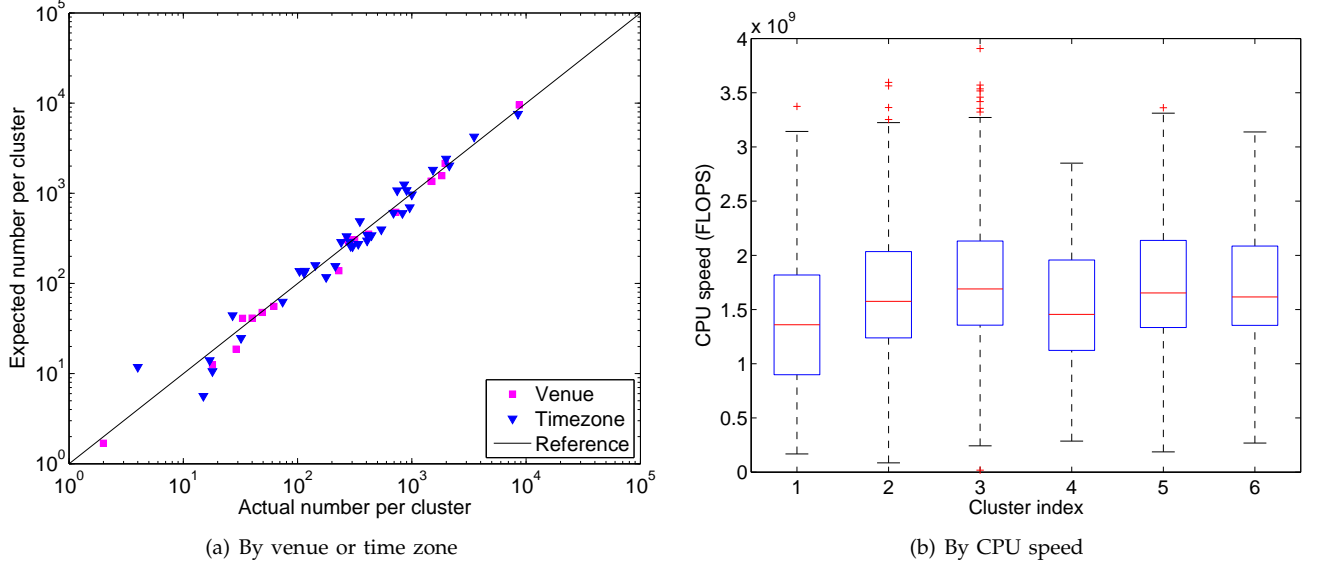 10^5
10^4
10^3
10^2
10^1
10^0
Expected number per cluster
10^0 10^1 10^2 10^3 10^4 10^5
Actual number per cluster
Venue
Timezone
Reference
(a) By venue or time zone
x 10^9
4
3.5
3
2.5
2
1.5
1
0.5
0
CPU speed (FLOPS)
1 2 3 4 5 6
Cluster index
(b) By CPU speed